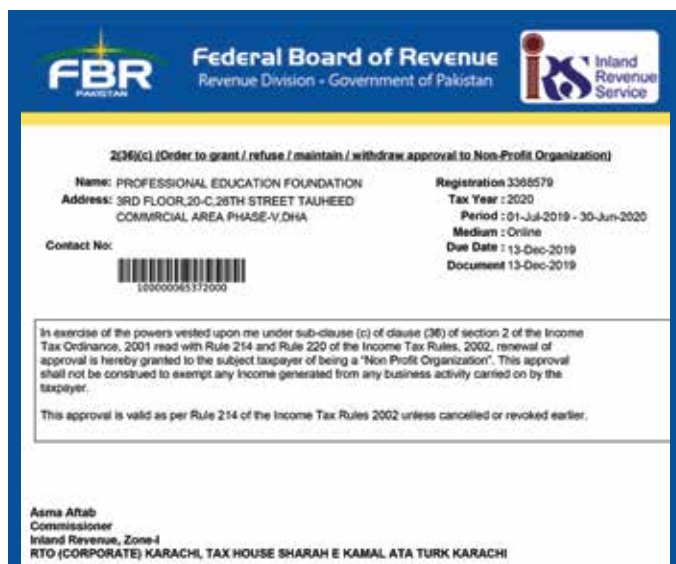 FBR
PAKISTAN
Federal Board of Revenue
Revenue Division - Government of Pakistan
IRS
Inland
Revenue
Service
2(36)(c) (Order to grant / refuse / maintain / withdraw approval to Non-Profit Organization)
Name: PROFESSIONAL EDUCATION FOUNDATION
Address: 3RD FLOOR,20-C,26TH STREET TAUHEED
COMMRCIAL AREA PHASE-V,DHA
Contact No:
Registration 3368579
Tax Year : 2020
Period : 01-Jul-2019 - 30-Jun-2020
Medium : Online
Due Date : 13-Dec-2019
Document 13-Dec-2019
100000065372000
In exercise of the powers vested upon me under sub-clause (c) of clause (36) of section 2 of the Income
Tax Ordinance, 2001 read with Rule 214 and Rule 220 of the Income Tax Rules, 2002, renewal of
approval is hereby granted to the subject taxpayer of being a "Non Profit Organization". This approval
shall not be construed to exempt any Income generated from any business activity carried on by the
taxpayer.
This approval is valid as per Rule 214 of the Income Tax Rules 2002 unless cancelled or revoked earlier.
Asma Aftab
Commissioner
Inland Revenue, Zone-I
RTO (CORPORATE) KARACHI, TAX HOUSE SHARAH E KAMAL ATA TURK KARACHI